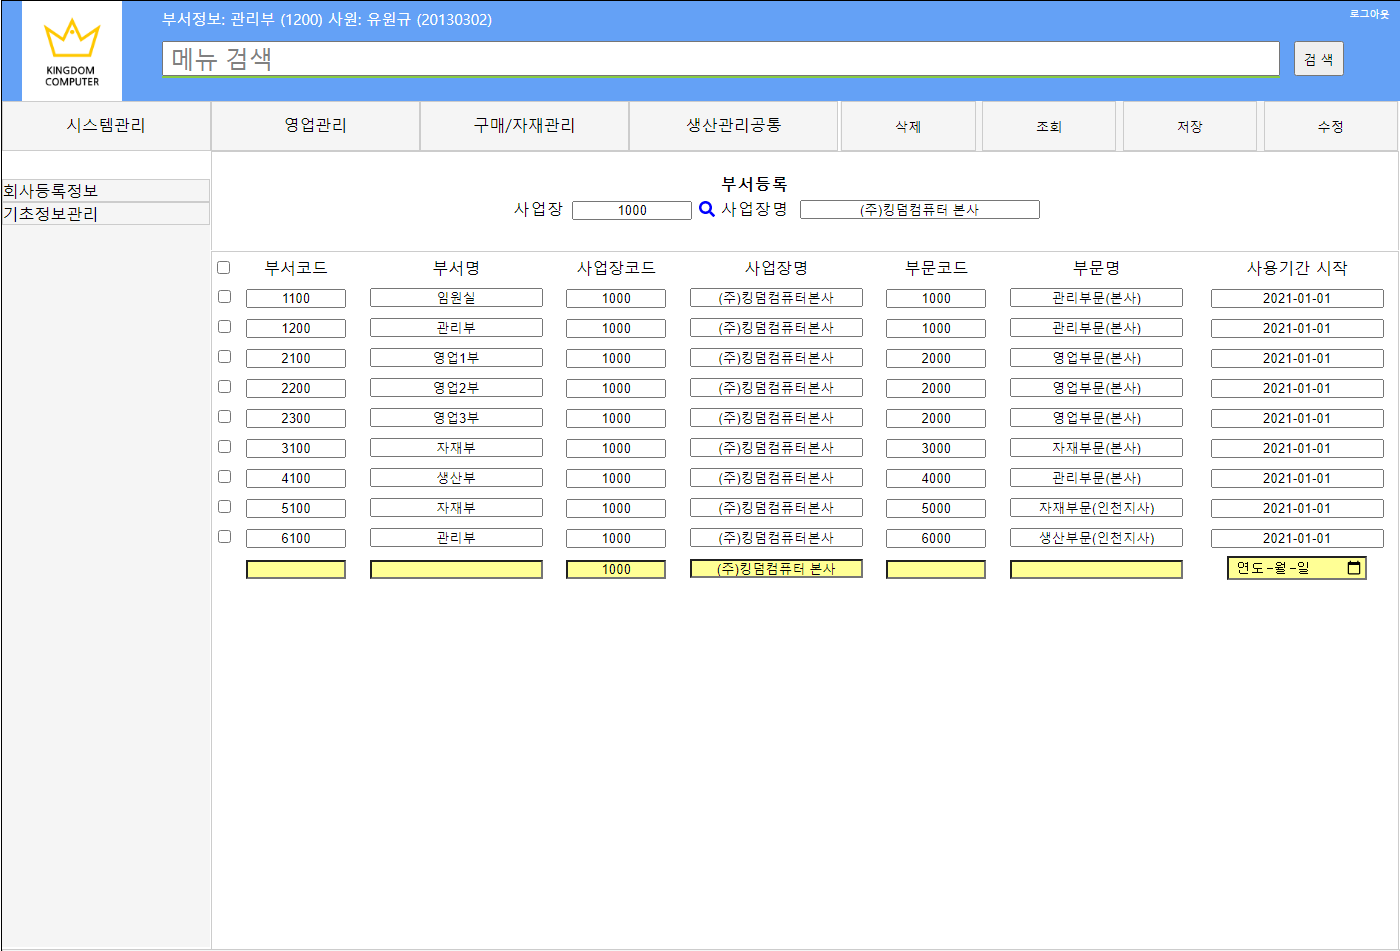 부서정보: 관리부 (1200) 사원: 유원규 (20130302)
로그아웃
KINGDOM
COMPUTER
메뉴 검색
검 색
시스템관리 영업관리 구매/자재관리 생산관리공통 삭제 조회 저장 수정
회사등록정보
기초정보관리
부서등록
사업장 1000 사업장명 (주)킹덤컴퓨터 본사
부서코드 부서명 사업장코드 사업장명 부문코드 부문명 사용기간 시작
1100 임원실 1000 (주)킹덤컴퓨터본사 1000 관리부문(본사) 2021-01-01
1200 관리부 1000 (주)킹덤컴퓨터본사 1000 관리부문(본사) 2021-01-01
2100 영업1부 1000 (주)킹덤컴퓨터본사 2000 영업부문(본사) 2021-01-01
2200 영업2부 1000 (주)킹덤컴퓨터본사 2000 영업부문(본사) 2021-01-01
2300 영업3부 1000 (주)킹덤컴퓨터본사 2000 영업부문(본사) 2021-01-01
3100 자재부 1000 (주)킹덤컴퓨터본사 3000 자재부문(본사) 2021-01-01
4100 생산부 1000 (주)킹덤컴퓨터본사 4000 관리부문(본사) 2021-01-01
5100 자재부 1000 (주)킹덤컴퓨터본사 5000 자재부문(인천지사) 2021-01-01
6100 관리부 1000 (주)킹덤컴퓨터본사 6000 생산부문(인천지사) 2021-01-01
1000 (주)킹덤컴퓨터 본사 연도-월-일